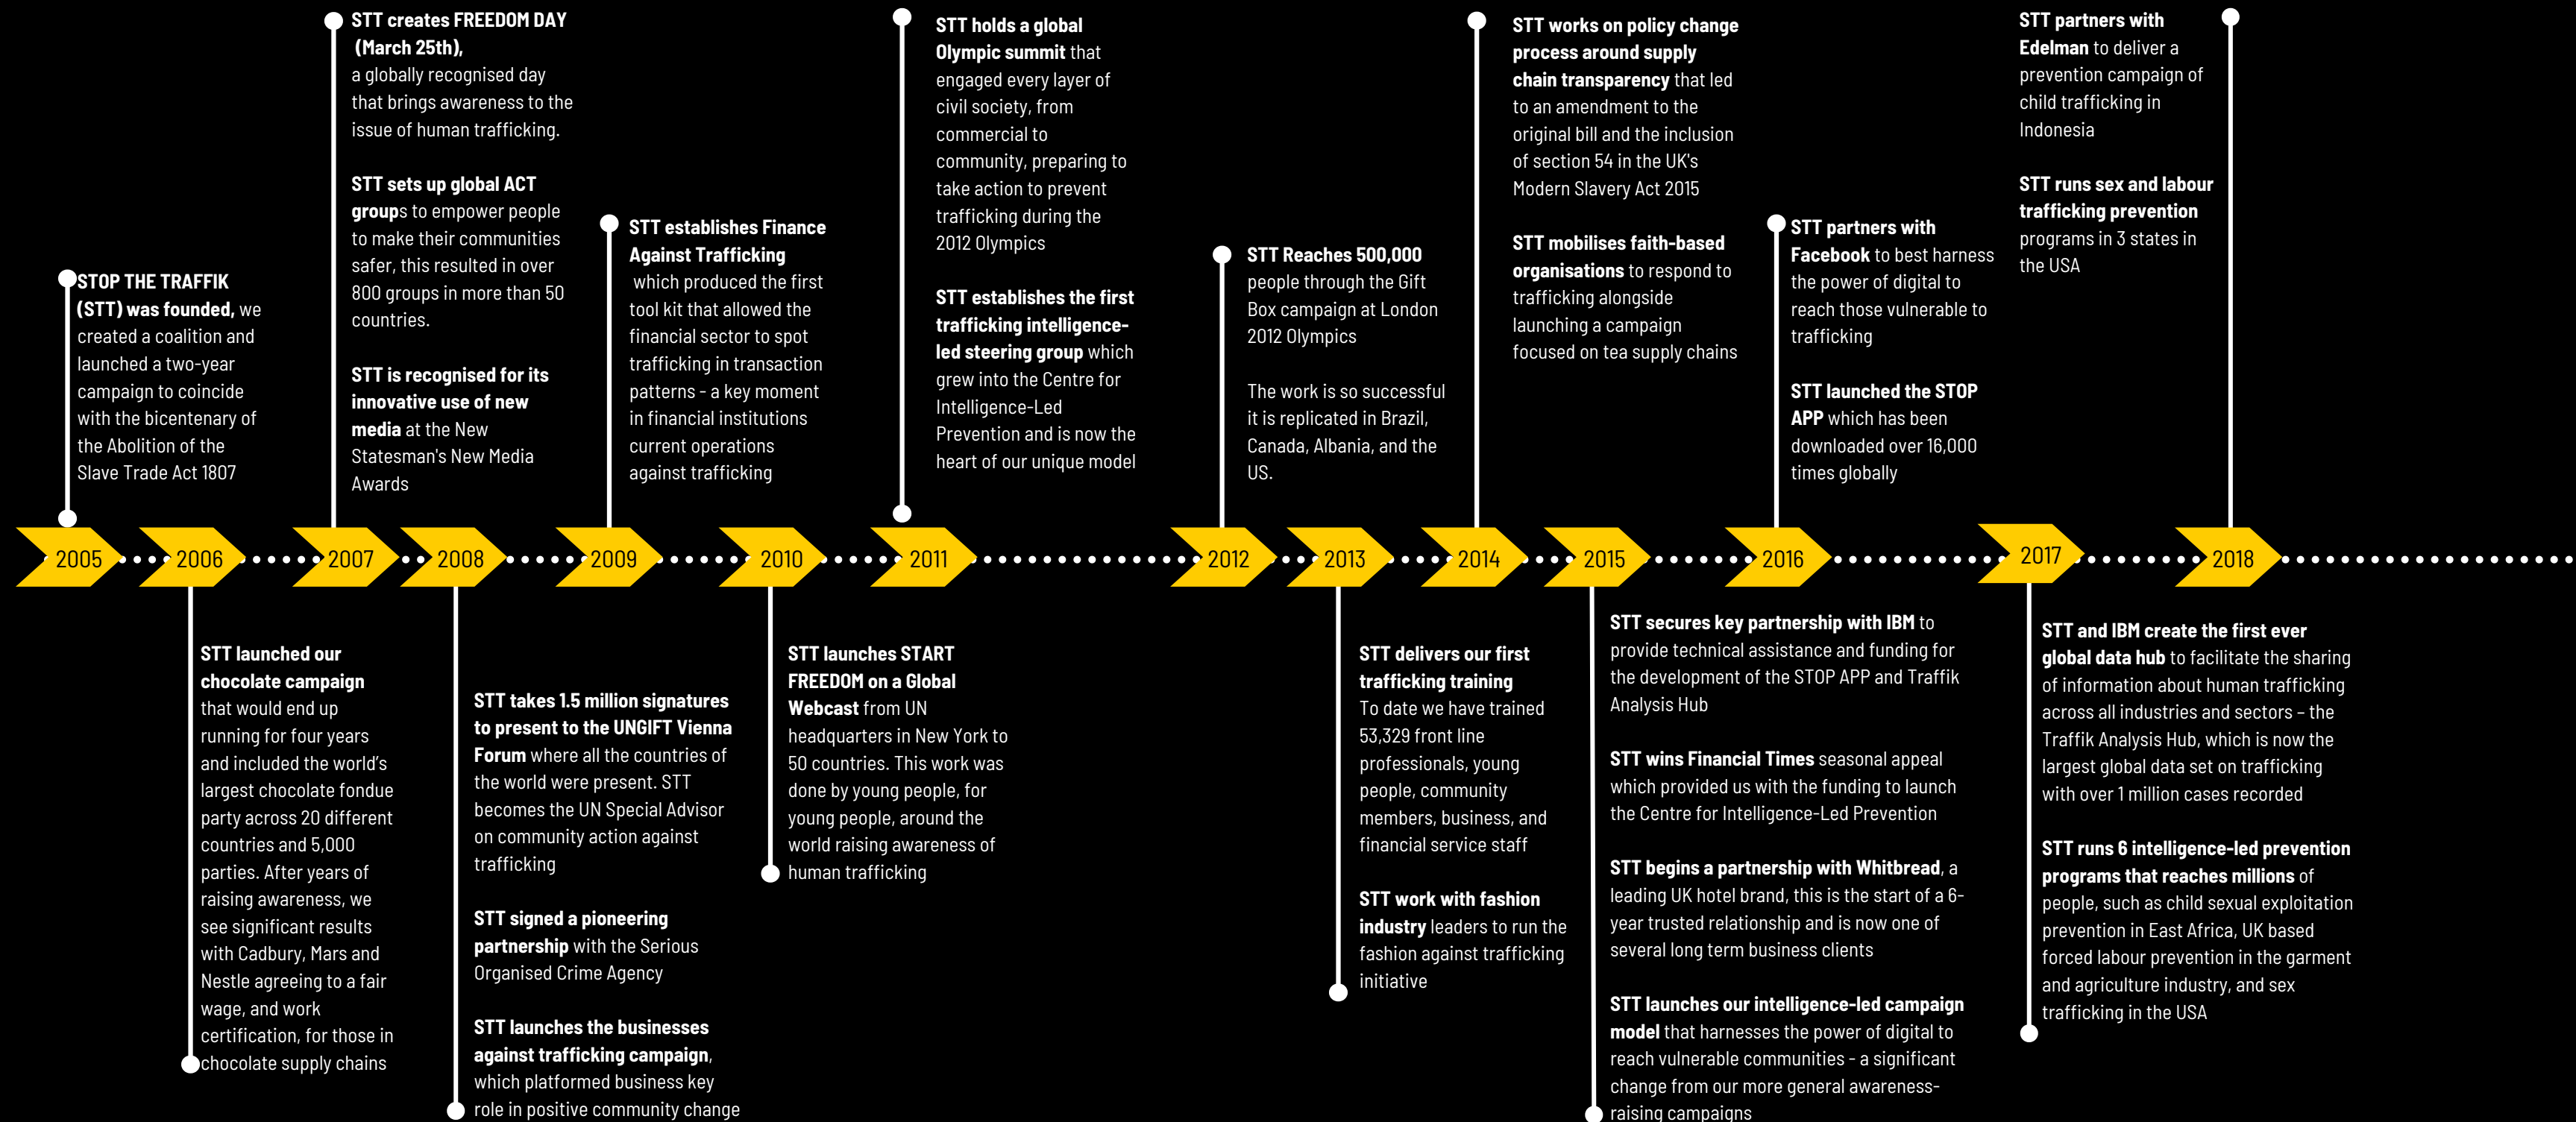 STOP THE TRAFFIK
(STT) was founded, we
created a coalition and
launched a two-year
campaign to coincide
with the bicentenary of
the Abolition of the
Slave Trade Act 1807
STT creates FREEDOM DAY
(March 25th),
a globally recognised day
that brings awareness to the
issue of human trafficking.
STT sets up global ACT
groups to empower people
to make their communities
safer, this resulted in over
800 groups in more than 50
countries.
STT is recognised for its
innovative use of new
media at the New
Statesman's New Media
Awards
STT establishes Finance
Against Trafficking
which produced the first
tool kit that allowed the
financial sector to spot
trafficking in transaction
patterns - a key moment
in financial institutions
current operations
against trafficking
STT holds a global
Olympic summit that
engaged every layer of
civil society, from
commercial to
community, preparing to
take action to prevent
trafficking during the
2012 Olympics
STT establishes the first
trafficking intelligence-
led steering group which
grew into the Centre for
Intelligence-Led
Prevention and is now the
heart of our unique model
STT Reaches 500,000
people through the Gift
Box campaign at London
2012 Olympics
The work is so successful
it is replicated in Brazil,
Canada, Albania, and the
US.
STT works on policy change
process around supply
chain transparency that led
to an amendment to the
original bill and the inclusion
of section 54 in the UK's
Modern Slavery Act 2015
STT mobilises faith-based
organisations to respond to
trafficking alongside
launching a campaign
focused on tea supply chains
STT partners with
Facebook to best harness
the power of digital to
reach those vulnerable to
trafficking
STT launched the STOP
APP which has been
downloaded over 16,000
times globally
STT partners with
Edelman to deliver a
prevention campaign of
child trafficking in
Indonesia
STT runs sex and labour
trafficking prevention
programs in 3 states in
the USA
2005
2006
2007
2008
2009
2010
2011
2012
2013
2014
2015
2016
2017
2018
STT launched our
chocolate campaign
that would end up
running for four years
and included the world's
largest chocolate fondue
party across 20 different
countries and 5,000
parties. After years of
raising awareness, we
see significant results
with Cadbury, Mars and
Nestle agreeing to a fair
wage, and work
certification, for those in
chocolate supply chains
STT takes 1.5 million signatures
to present to the UNGIFT Vienna
Forum where all the countries of
the world were present. STT
becomes the UN Special Advisor
on community action against
trafficking
STT signed a pioneering
partnership with the Serious
Organised Crime Agency
STT launches the businesses
against trafficking campaign,
which platformed business key
role in positive community change
STT launches START
FREEDOM on a Global
Webcast from UN
headquarters in New York to
50 countries. This work was
done by young people, for
young people, around the
world raising awareness of
human trafficking
STT delivers our first
trafficking training
To date we have trained
53,329 front line
professionals, young
people, community
members, business, and
financial service staff
STT work with fashion
industry leaders to run the
fashion against trafficking
initiative
STT secures key partnership with IBM to
provide technical assistance and funding for
the development of the STOP APP and Traffik
Analysis Hub
STT wins Financial Times seasonal appeal
which provided us with the funding to launch
the Centre for Intelligence-Led Prevention
STT begins a partnership with Whitbread, a
leading UK hotel brand, this is the start of a 6-
year trusted relationship and is now one of
several long term business clients
STT launches our intelligence-led campaign
model that harnesses the power of digital to
reach vulnerable communities - a significant
change from our more general awareness-
raising campaigns
STT and IBM create the first ever
global data hub to facilitate the sharing
of information about human trafficking
across all industries and sectors – the
Traffik Analysis Hub, which is now the
largest global data set on trafficking
with over 1 million cases recorded
STT runs 6 intelligence-led prevention
programs that reaches millions of
people, such as child sexual exploitation
prevention in East Africa, UK based
forced labour prevention in the garment
and agriculture industry, and sex
trafficking in the USA